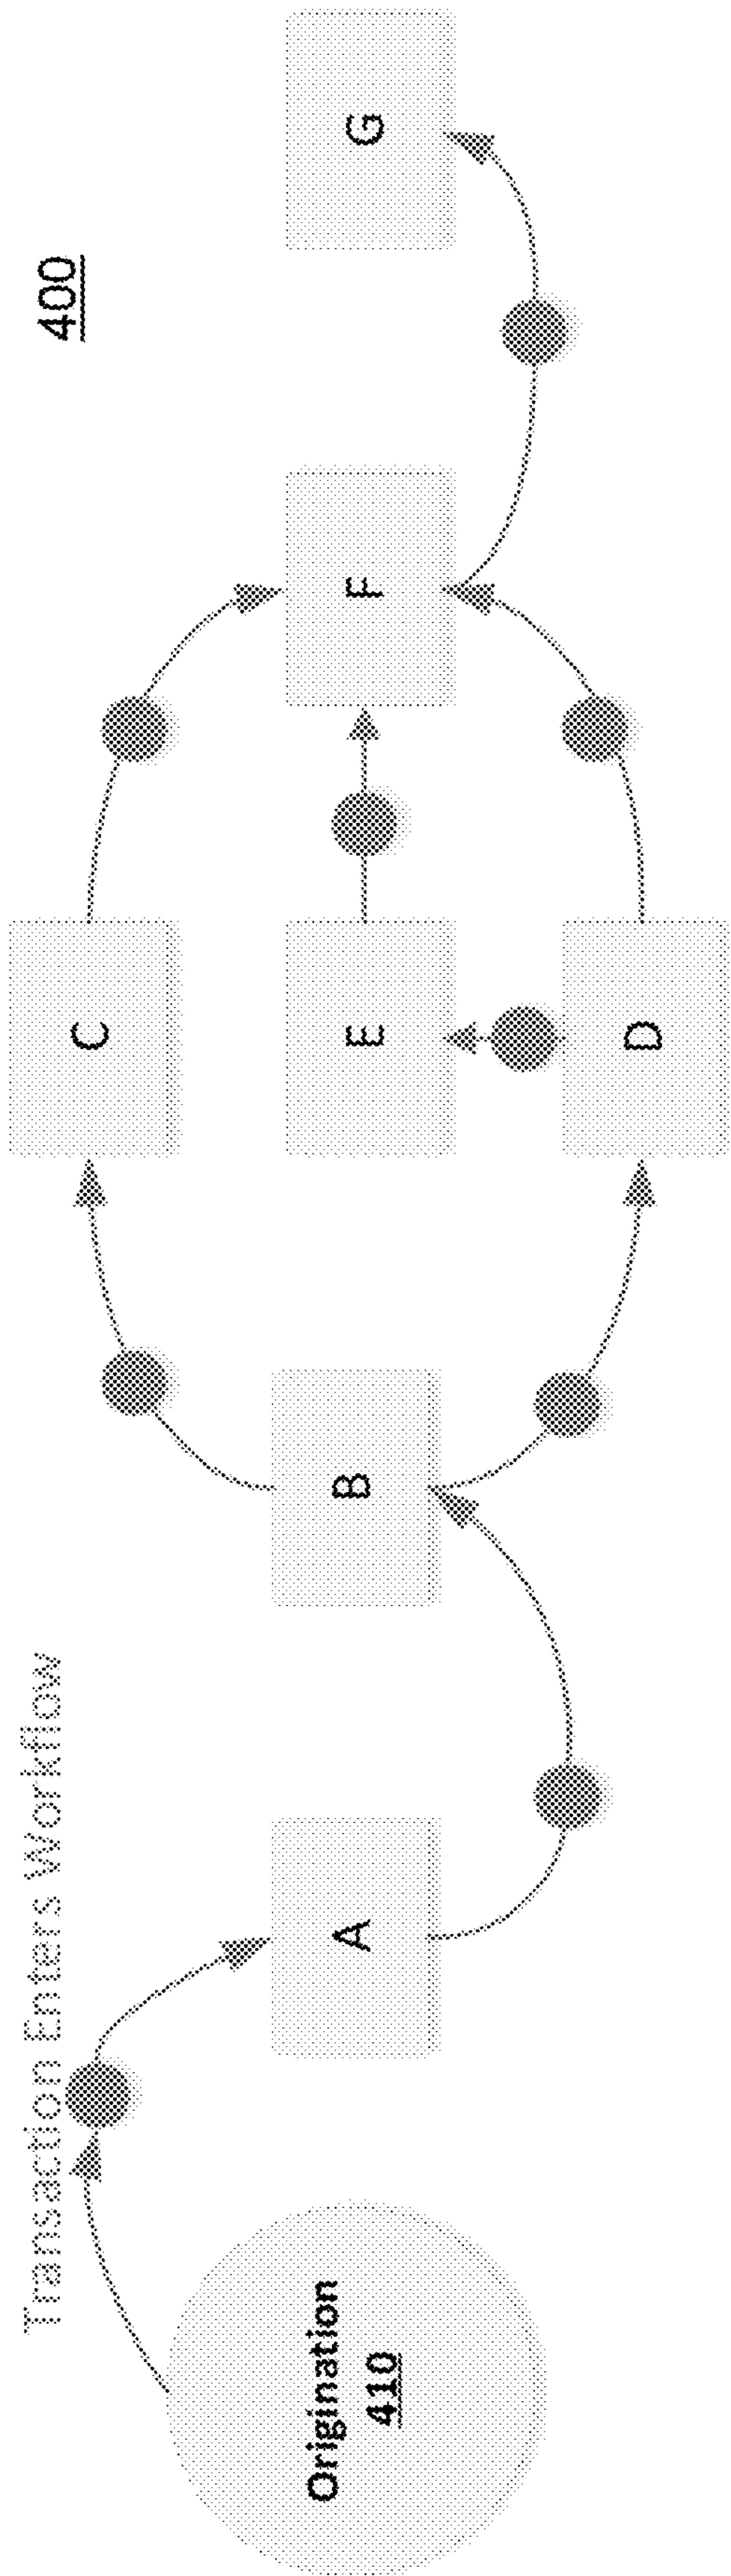 400
Transaction Enters Workflow
Origination
410
A
B
C
E
D
F
G